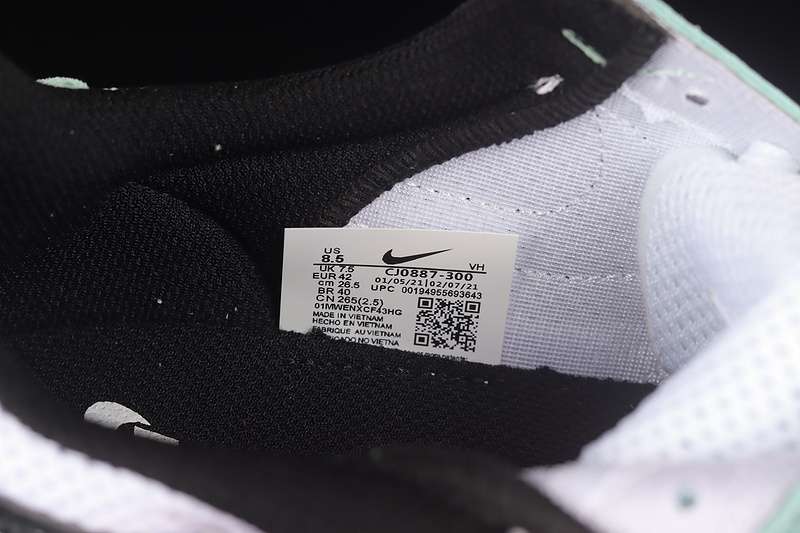 US
8.5
UK 7.5
EUR 42
cm 26.5
BR 40
CN 265(2.5)
01MWENXCF43HG
MADE IN VIETNAM
HECHO EN VIETNAM
FABRIQUE AU VIETNAM
NO VIETNA
VH
CJ0887-300
01/05/21|02/07/21
UPC 00194955693643